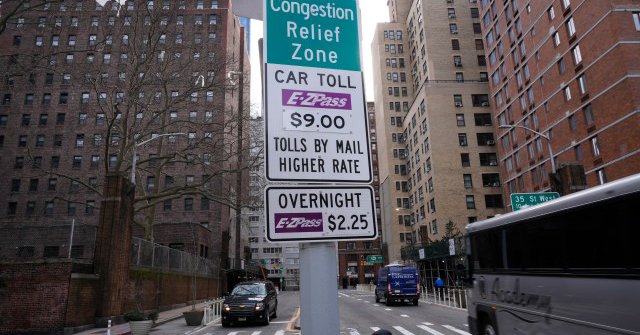 Congestion
Relief
Zone
CAR TOLL
E-ZPass
$9.00
TOLLS BY MAIL
HIGHER RATE
OVERNIGHT
E-ZPass $2.25
35 St West
Academy